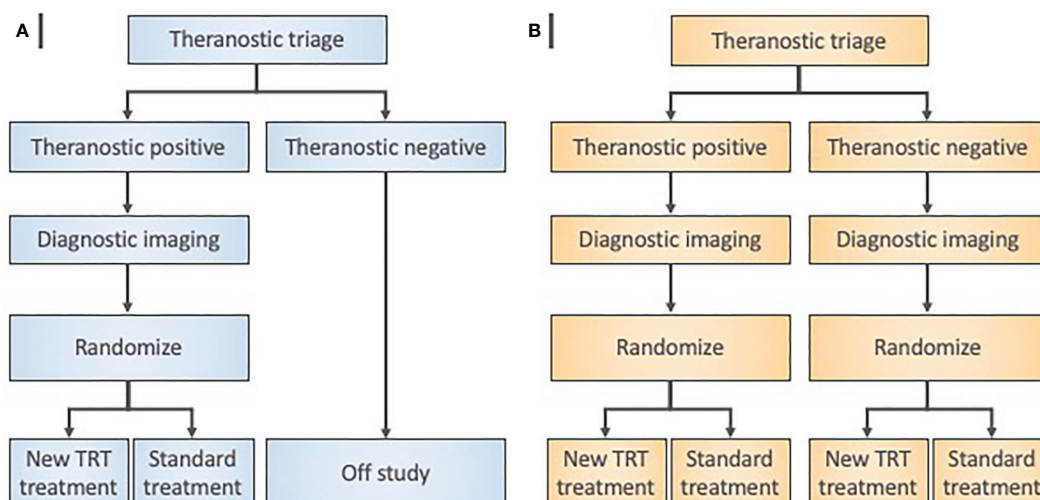 A
Theranostic triage
Theranostic positive
Theranostic negative
Diagnostic imaging
Randomize
New TRT
treatment
Standard
treatment
Off study
B
Theranostic triage
Theranostic positive
Theranostic negative
Diagnostic imaging
Diagnostic imaging
Randomize
Randomize
New TRT
treatment
Standard
treatment
New TRT
treatment
Standard
treatment